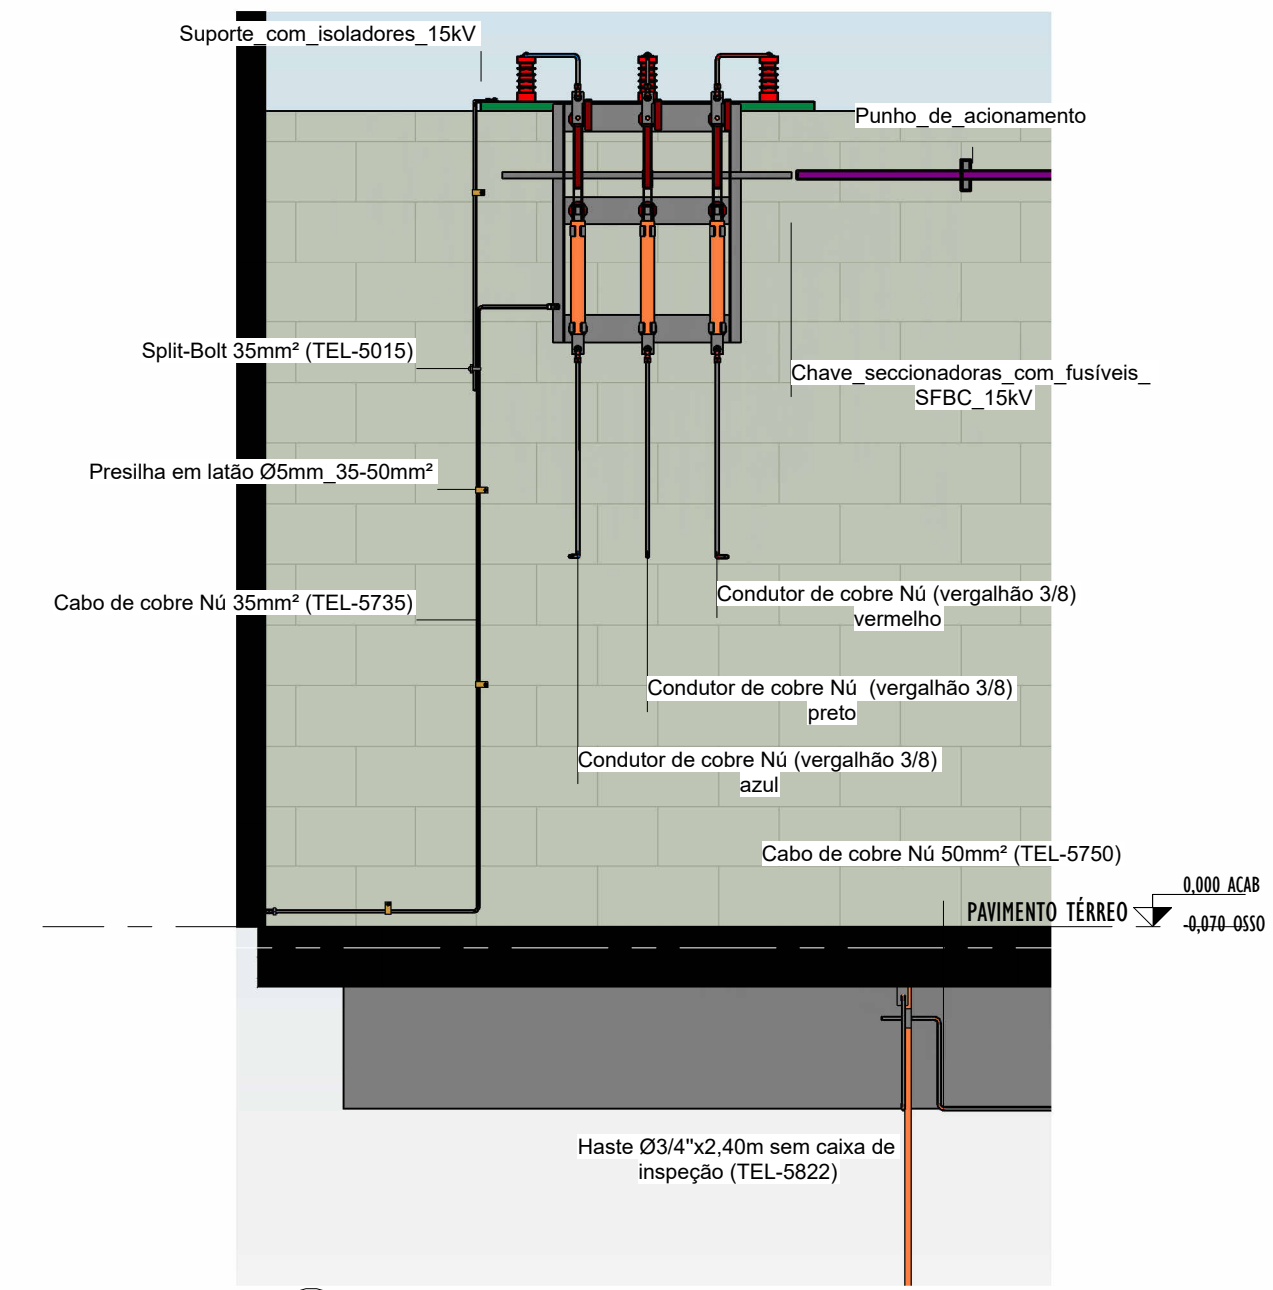 Suporte_com_isoladores_15kV
Punho_de_acionamento
Split-Bolt 35mm² (TEL-5015)
Chave_seccionadoras_com_fusíveis_
SFBC_15kV
Presilha em latão Ø5mm_35-50mm²
Cabo de cobre Nú 35mm² (TEL-5735)
Condutor de cobre Nú (vergalhão 3/8)
vermelho
Condutor de cobre Nú (vergalhão 3/8)
preto
Condutor de cobre Nú (vergalhão 3/8)
azul
Cabo de cobre Nú 50mm² (TEL-5750)
0,000 ACAB
PAVIMENTO TÉRREO
-0,070 OSSO
Haste Ø3/4"x2,40m sem caixa de
inspeção (TEL-5822)